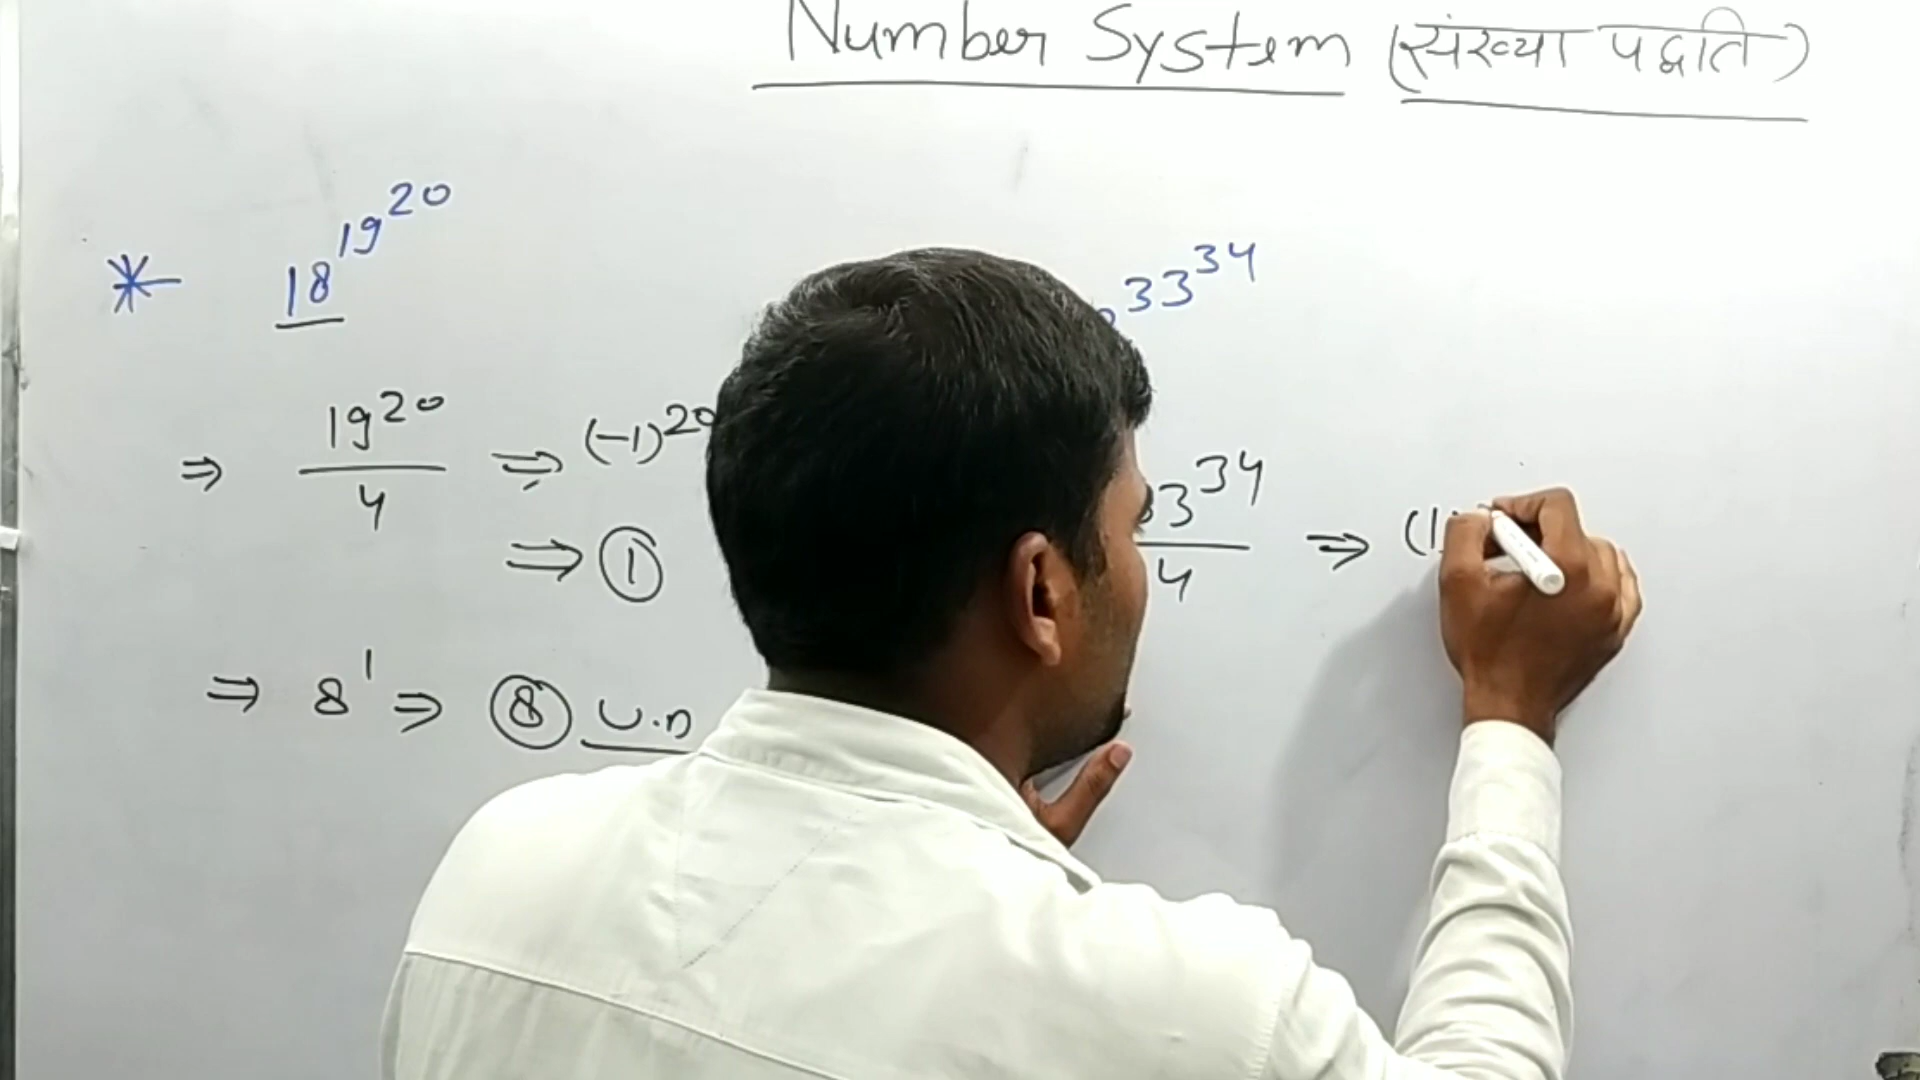 Number System (संख्या पद्धति)
* 18^19^20
33^34
⇒ 19^20/4 ⇒ (-1)^20
3^34/4 ⇒ (1)
⇒ ①
⇒ 8^1 ⇒ ⑧ U.D